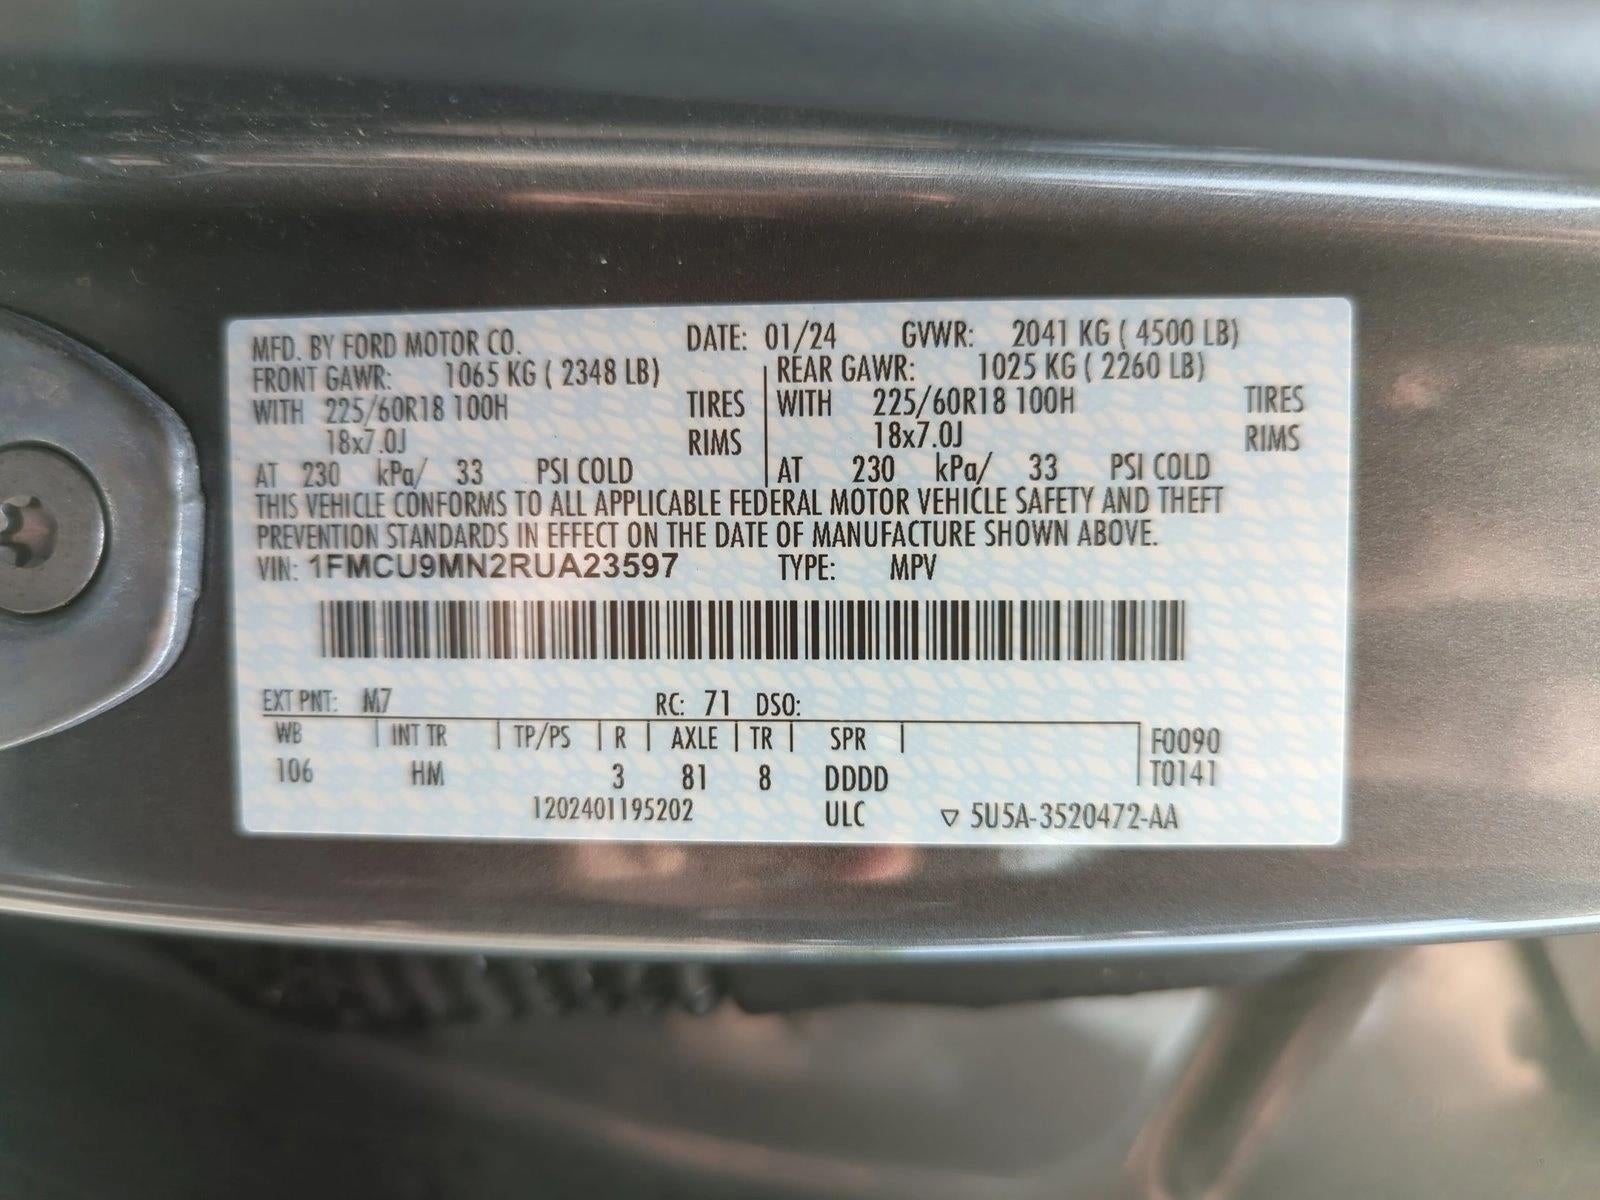 MFD. BY FORD MOTOR CO. DATE: 01/24 GVWR: 2041 KG ( 4500 LB)
FRONT GAWR: 1065 KG ( 2348 LB) REAR GAWR: 1025 KG ( 2260 LB)
WITH 225/60R18 100H TIRES WITH 225/60R18 100H TIRES
18x7.0J RIMS 18x7.0J RIMS
AT 230 kPa/ 33 PSI COLD AT 230 kPa/ 33 PSI COLD
THIS VEHICLE CONFORMS TO ALL APPLICABLE FEDERAL MOTOR VEHICLE SAFETY AND THEFT
PREVENTION STANDARDS IN EFFECT ON THE DATE OF MANUFACTURE SHOWN ABOVE.
VIN: 1FMCU9MN2RUA23597 TYPE: MPV
EXT PNT: M7 RC: 71 DSO:
WB INT TR TP/PS R AXLE TR SPR F0090
106 HM 3 81 8 DDDD T0141
1202401195202 ULC ▽ 5U5A-3520472-AA